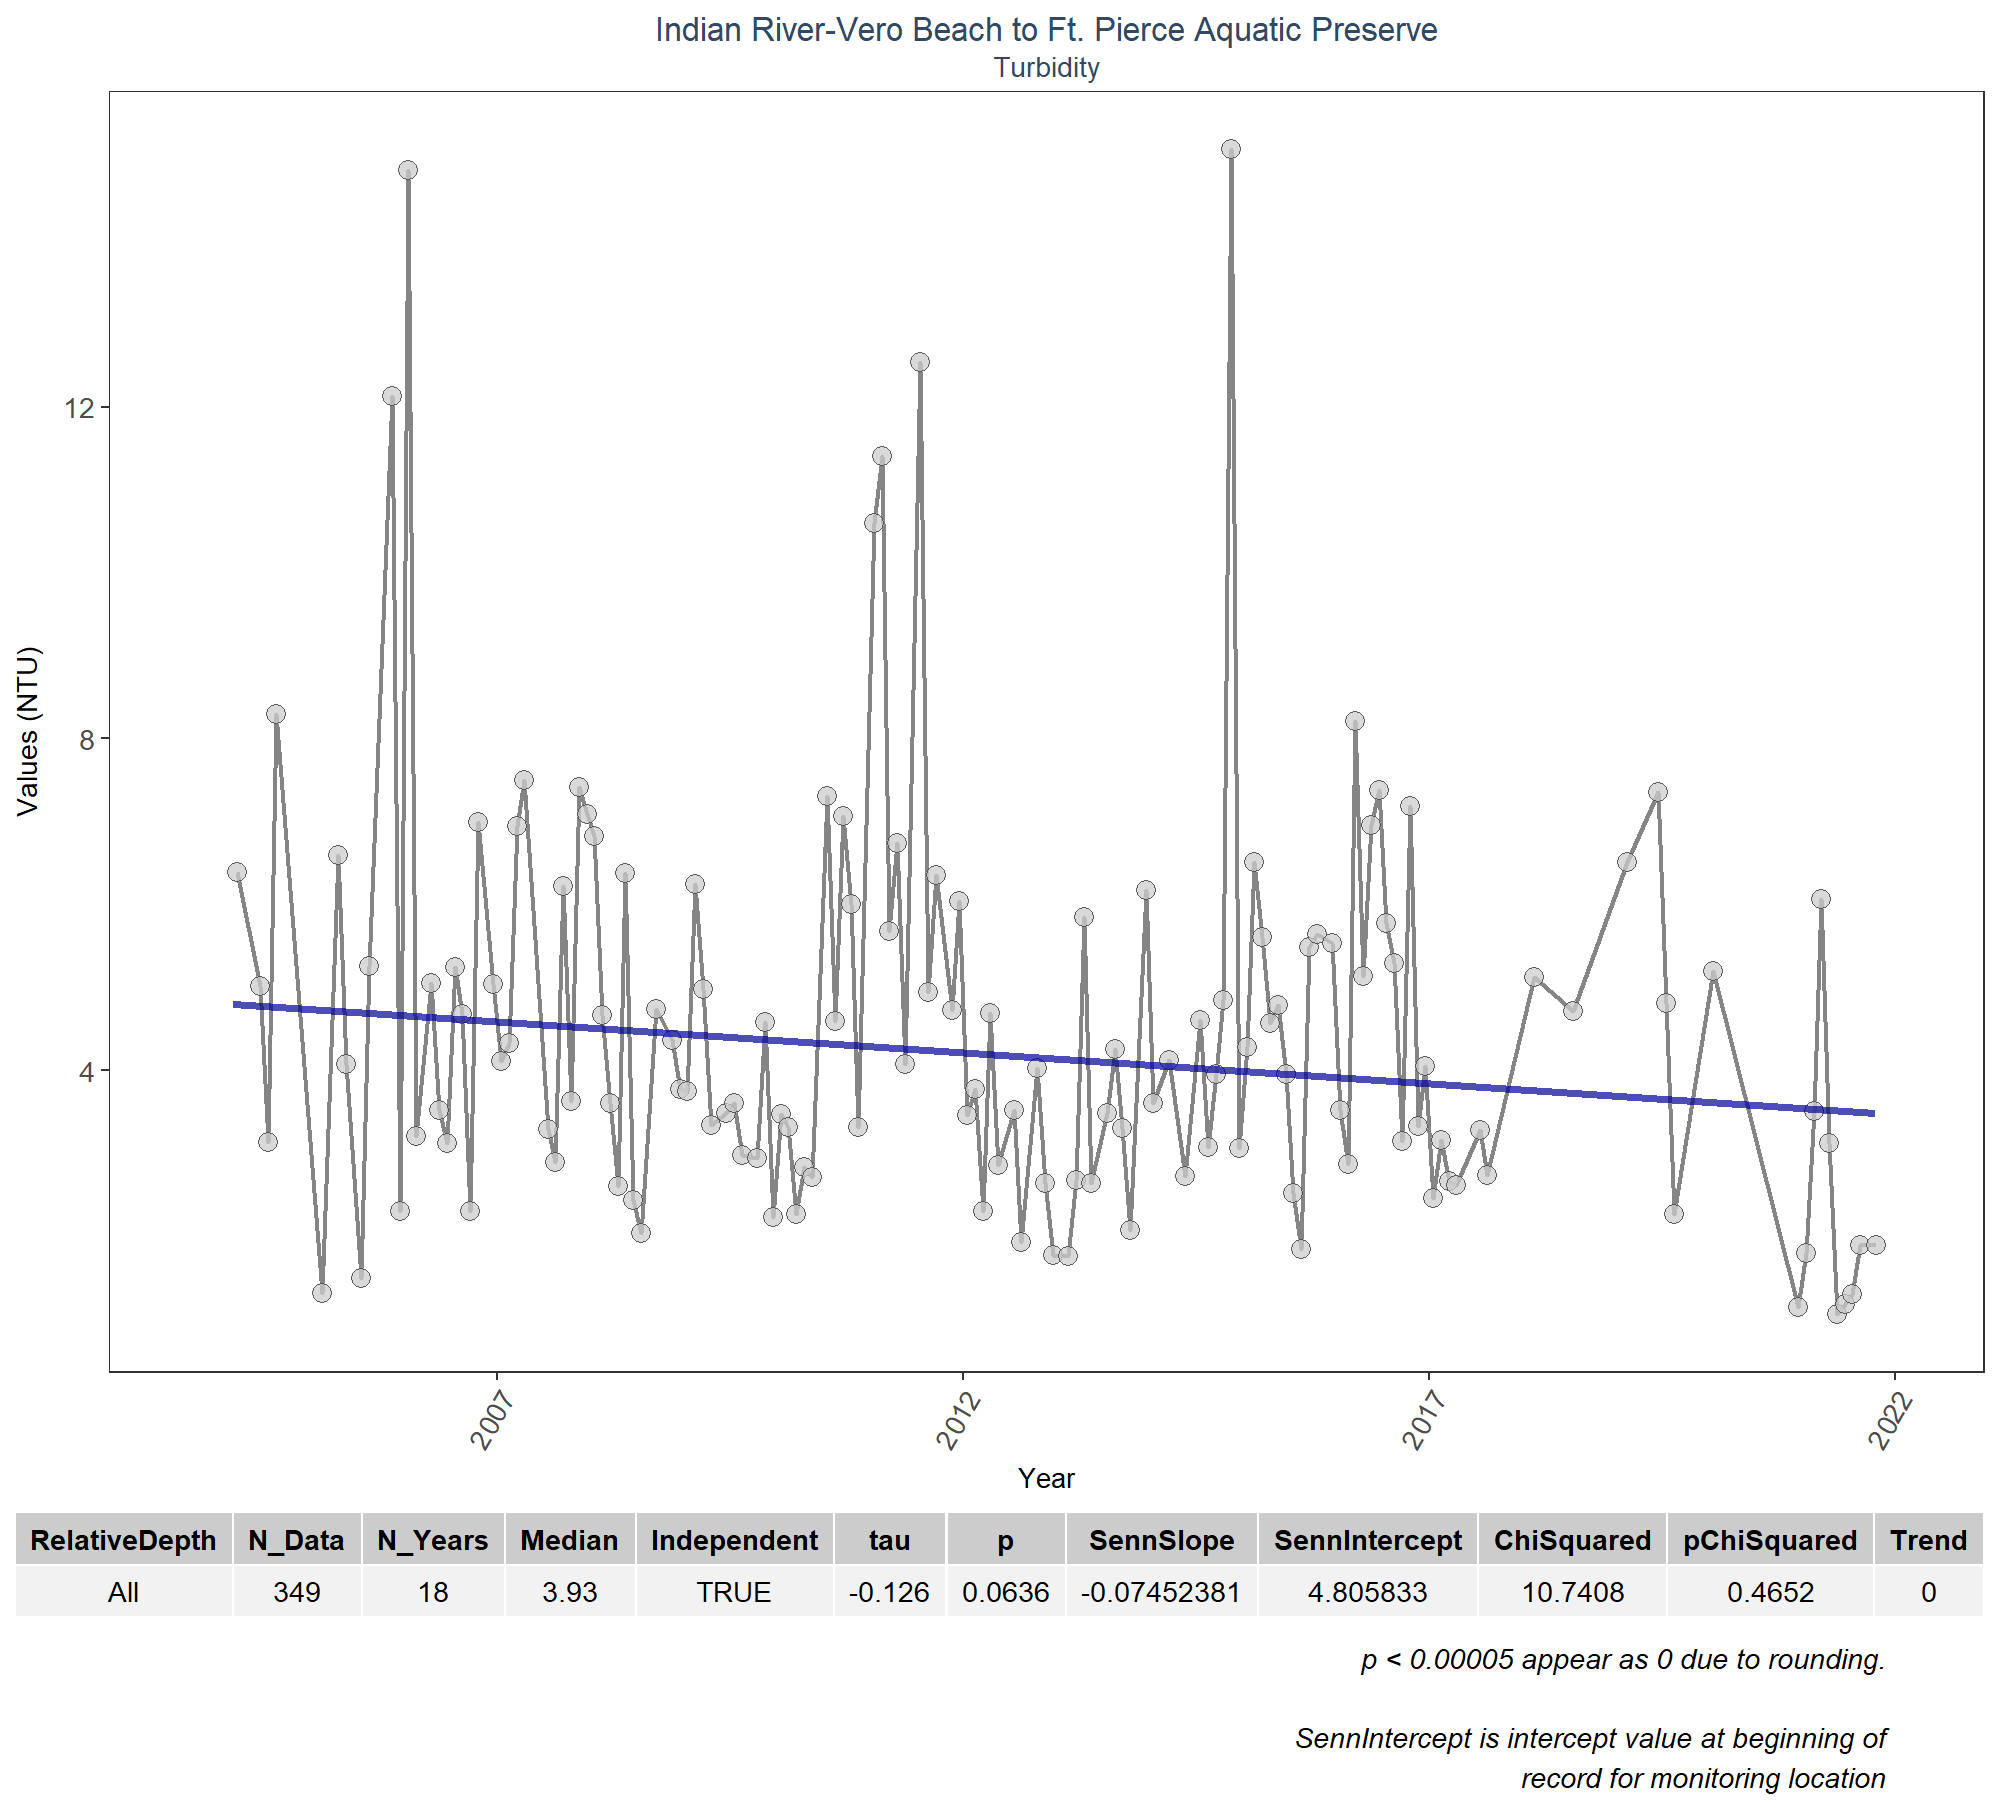 Indian River-Vero Beach to Ft. Pierce Aquatic Preserve
Turbidity
Values (NTU)
12
8
4
2007 2012 2017 2022
Year
RelativeDepth N_Data N_Years Median Independent tau p SennSlope SennIntercept ChiSquared pChiSquared Trend
All 349 18 3.93 TRUE -0.126 0.0636 -0.07452381 4.805833 10.7408 0.4652 0
p < 0.00005 appear as 0 due to rounding.
SennIntercept is intercept value at beginning of
record for monitoring location